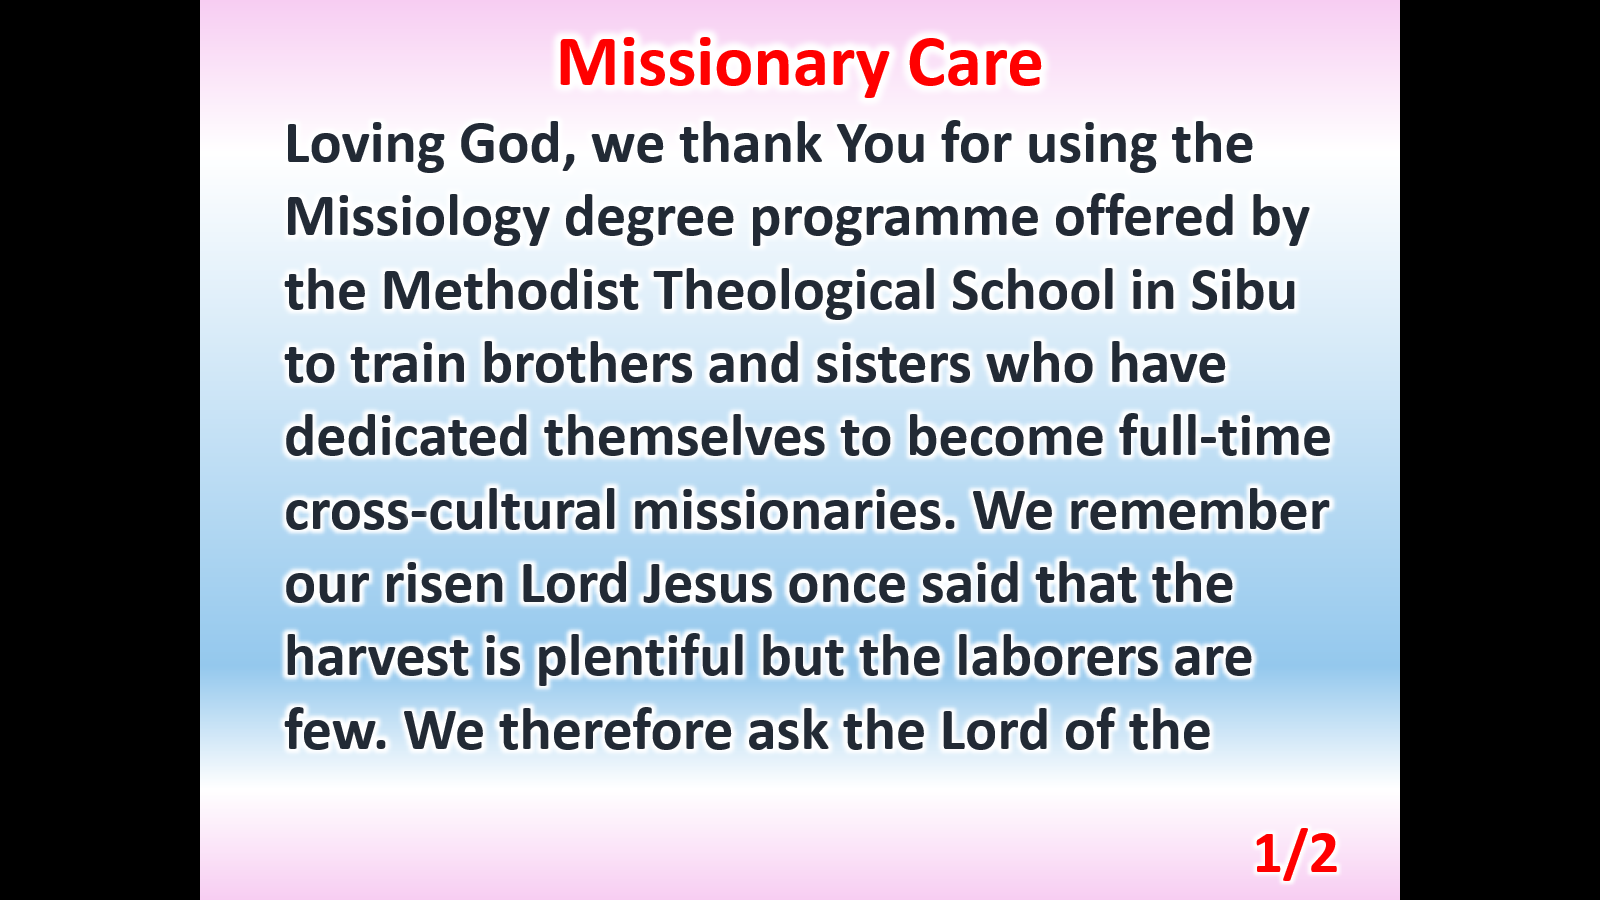 Missionary Care
Loving God, we thank You for using the
Missiology degree programme offered by
the Methodist Theological School in Sibu
to train brothers and sisters who have
dedicated themselves to become full-time
cross-cultural missionaries. We remember
our risen Lord Jesus once said that the
harvest is plentiful but the laborers are
few. We therefore ask the Lord of the
1/2